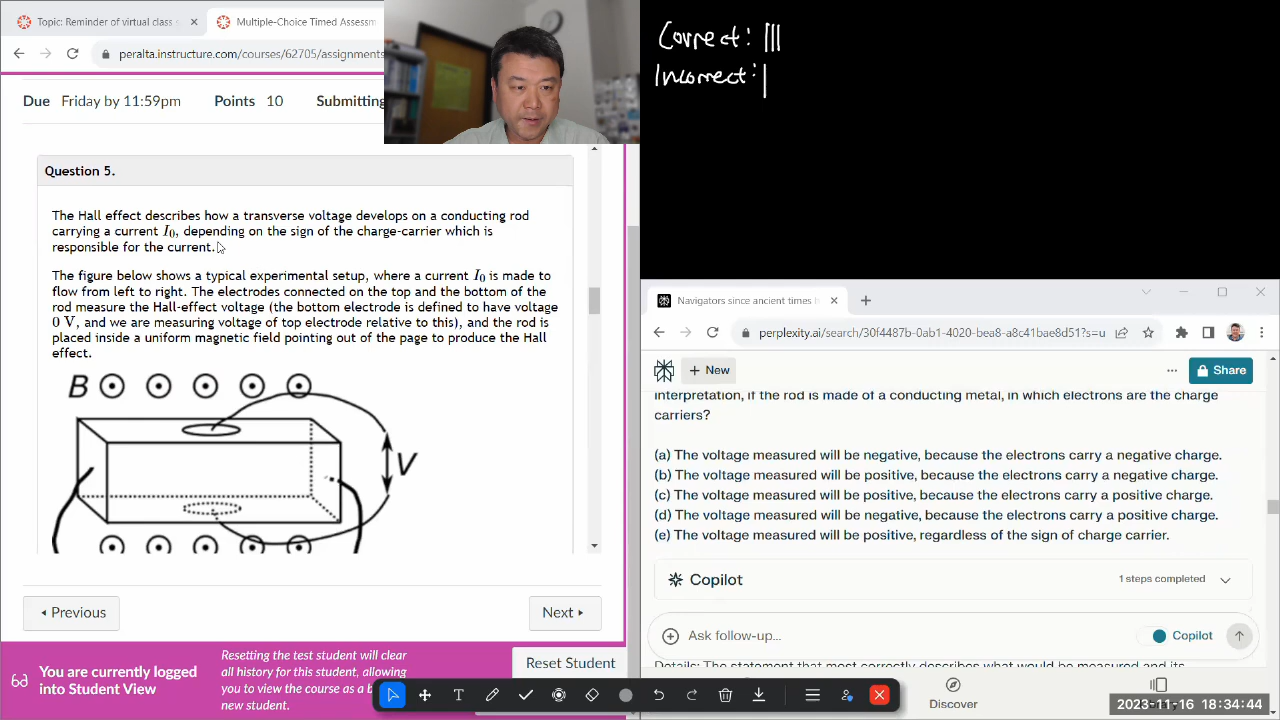 Topic: Reminder of virtual class s
Multiple-Choice Timed Assessm
peralta.instructure.com/courses/62705/assignments
Due Friday by 11:59pm Points 10 Submitting
Question 5.
The Hall effect describes how a transverse voltage develops on a conducting rod
carrying a current I0, depending on the sign of the charge-carrier which is
responsible for the current.
The figure below shows a typical experimental setup, where a current I0 is made to
flow from left to right. The electrodes connected on the top and the bottom of the
rod measure the Hall-effect voltage (the bottom electrode is defined to have voltage
0 V, and we are measuring voltage of top electrode relative to this), and the rod is
placed inside a uniform magnetic field pointing out of the page to produce the Hall
effect.
B
V
Previous
Next
You are currently logged
into Student View
Resetting the test student will clear
all history for this student, allowing
you to view the course as a b
new student.
Reset Student
Correct: |||
Incorrect: |
Navigators since ancient times h
perplexity.ai/search/30f4487b-0ab1-4020-bea8-a8c41bae8d51?s=u
+ New
Share
interpretation, if the rod is made of a conducting metal, in which electrons are the charge
carriers?
(a) The voltage measured will be negative, because the electrons carry a negative charge.
(b) The voltage measured will be positive, because the electrons carry a negative charge.
(c) The voltage measured will be positive, because the electrons carry a positive charge.
(d) The voltage measured will be negative, because the electrons carry a positive charge.
(e) The voltage measured will be positive, regardless of the sign of charge carrier.
Copilot
1 steps completed
Ask follow-up...
Copilot
Details: The statement that most correctly describes what would be measured and its
Discover
2023-11-16 18:34:44